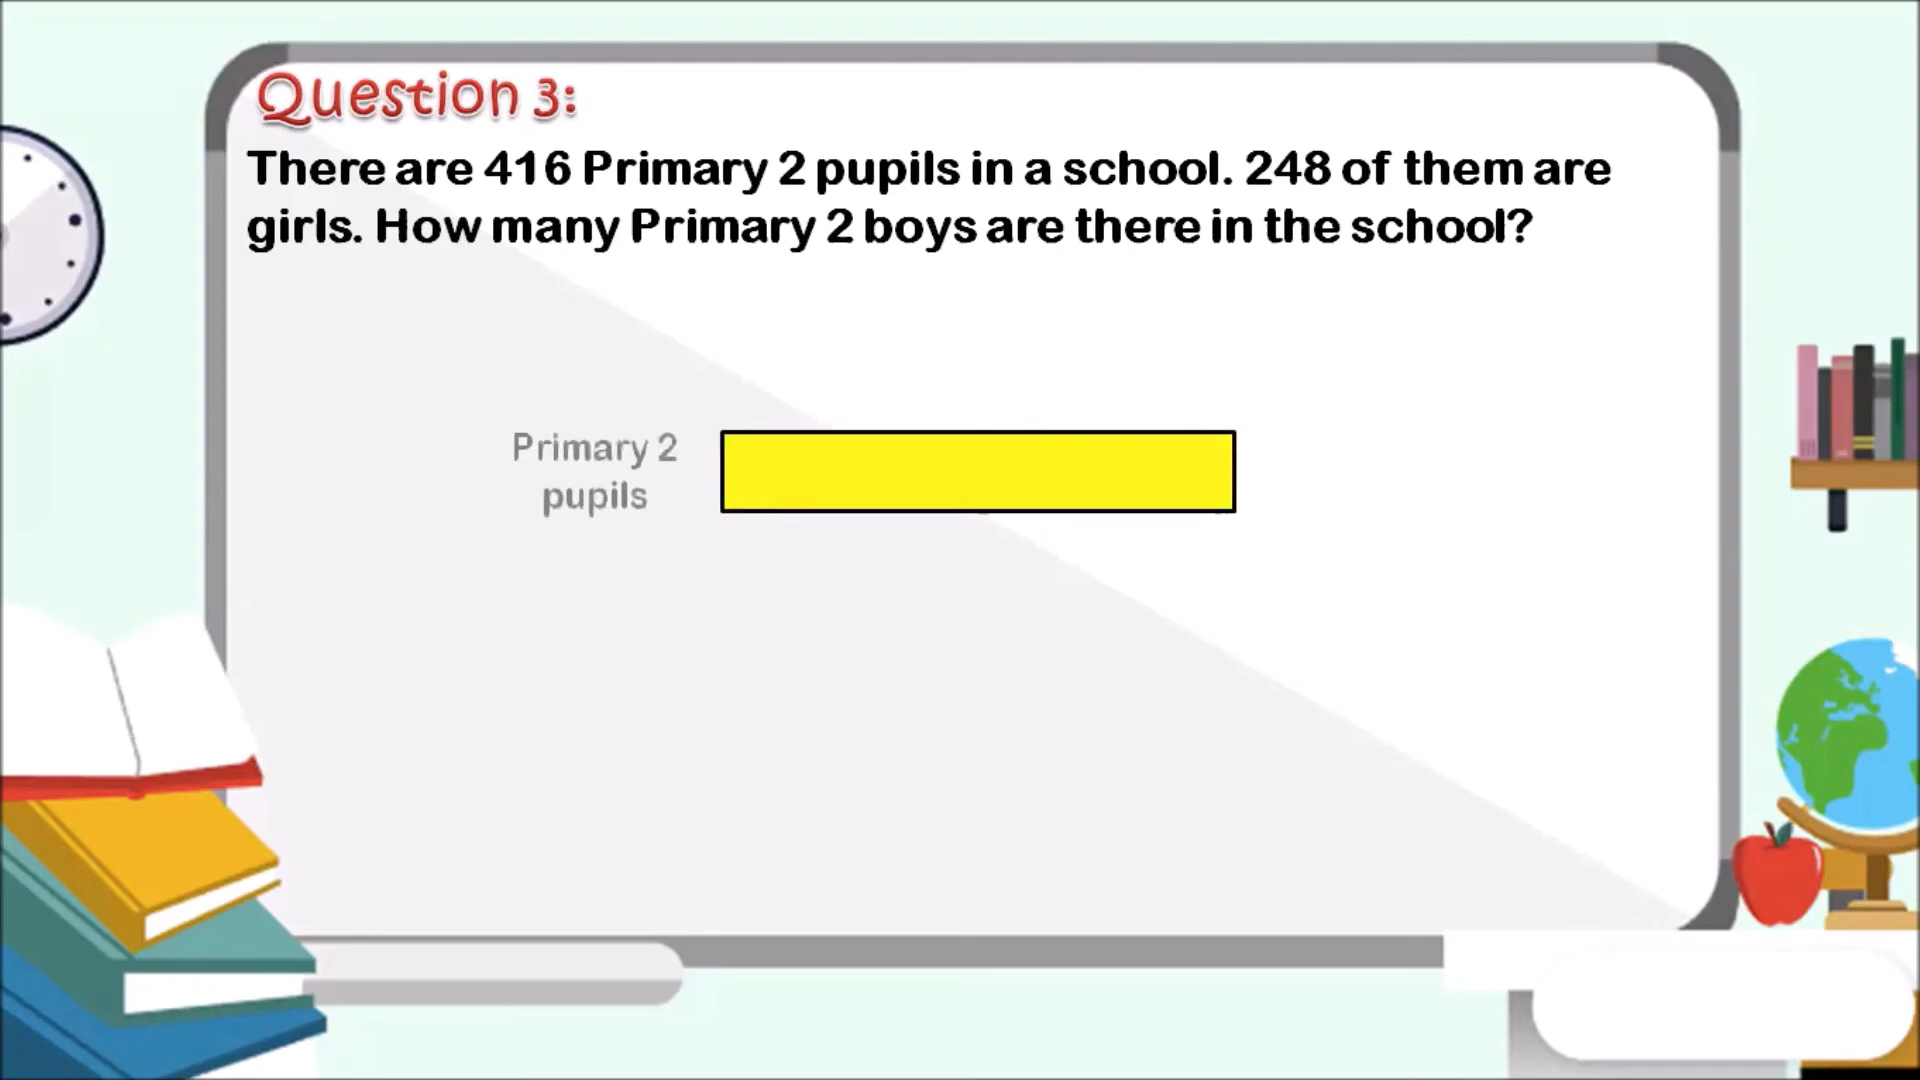 Question 3:
There are 416 Primary 2 pupils in a school. 248 of them are
girls. How many Primary 2 boys are there in the school?
Primary 2
pupils